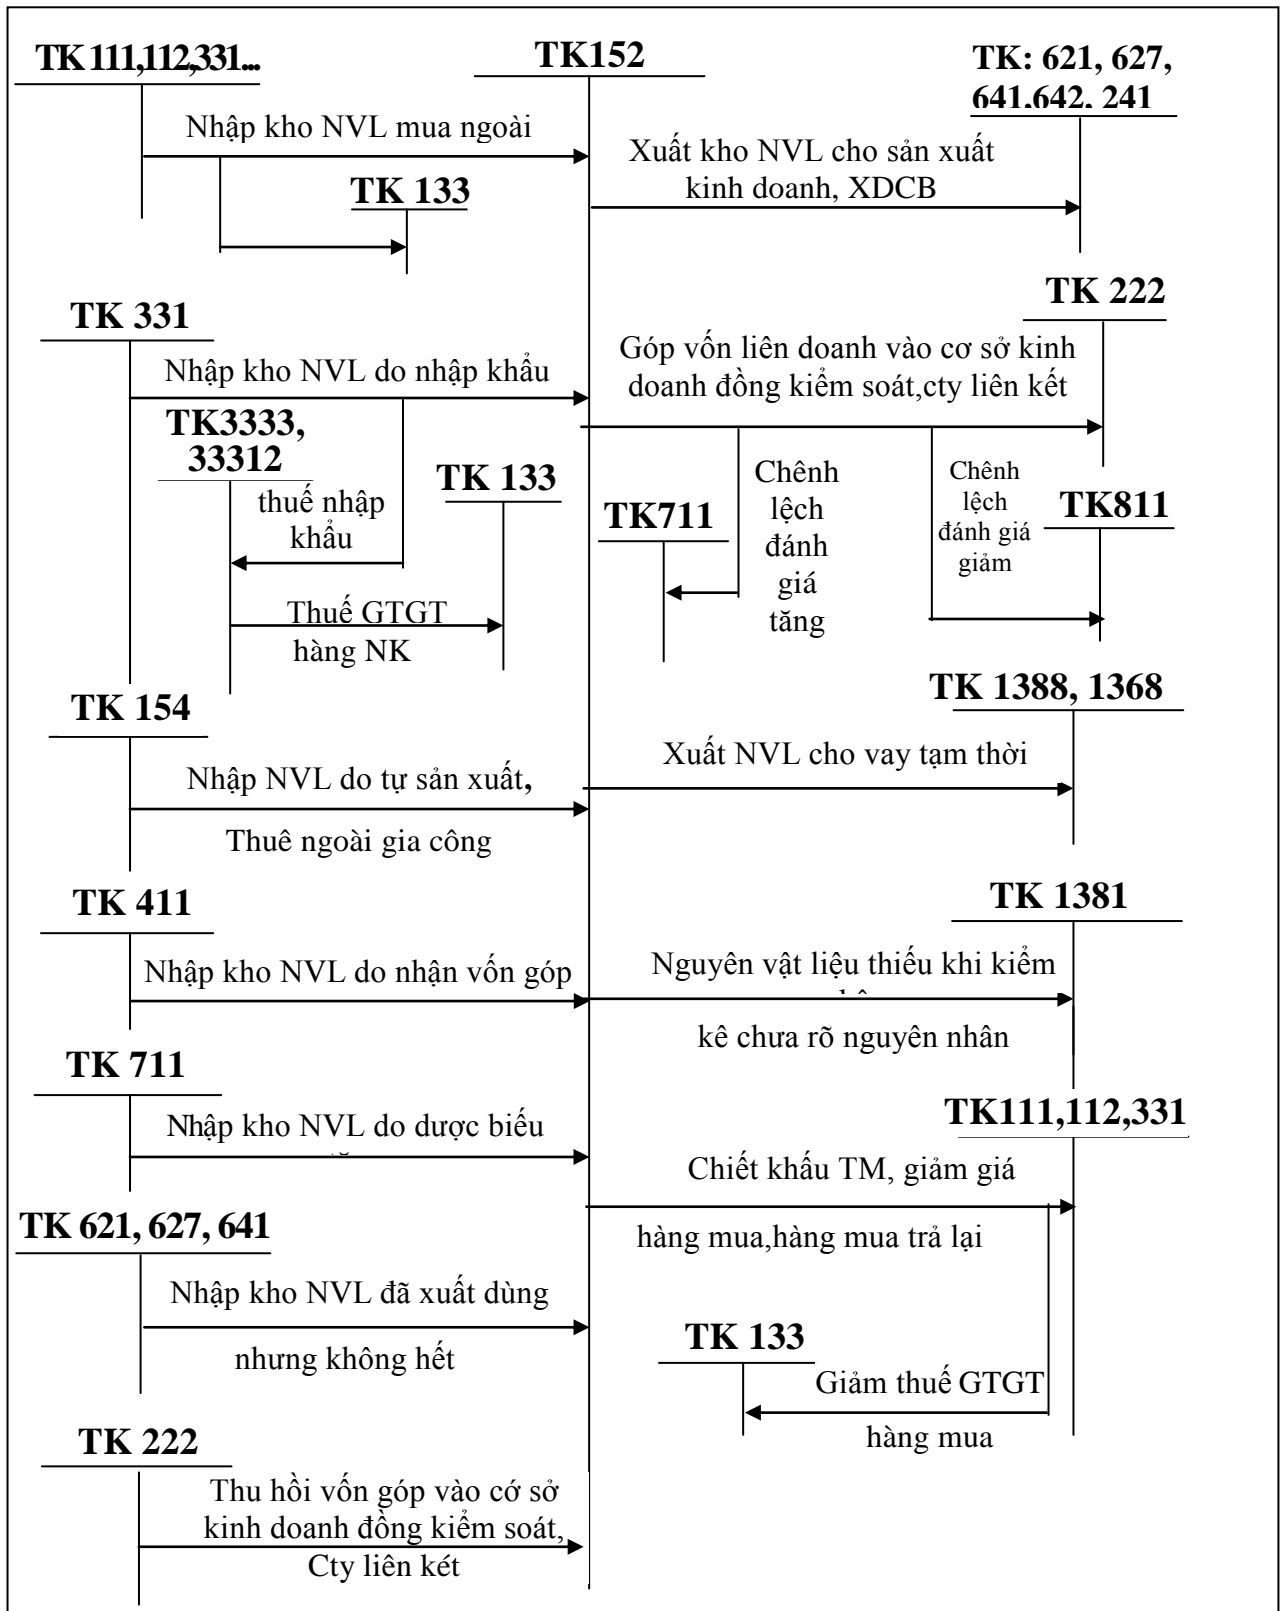 TK 111,112,331...
TK152
TK: 621, 627,
641,642, 241
Nhập kho NVL mua ngoài
Xuất kho NVL cho sản xuất
kinh doanh, XDCB
TK 133
TK 331
TK 222
Nhập kho NVL do nhập khẩu
Góp vốn liên doanh vào cơ sở kinh
doanh đồng kiểm soát,cty liên kết
TK3333,
33312
TK 133
thuế nhập
khẩu
Thuế GTGT
hàng NK
TK711
Chênh
lệch
đánh
giá
tăng
Chênh
lệch
đánh giá
giảm
TK811
TK 154
TK 1388, 1368
Nhập NVL do tự sản xuất,
Thuê ngoài gia công
Xuất NVL cho vay tạm thời
TK 411
TK 1381
Nhập kho NVL do nhận vốn góp
Nguyên vật liệu thiếu khi kiểm
kê chưa rõ nguyên nhân
TK 711
TK111,112,331
Nhập kho NVL do dược biếu
Chiết khấu TM, giảm giá
hàng mua,hàng mua trả lại
TK 621, 627, 641
Nhập kho NVL đã xuất dùng
nhưng không hết
TK 133
Giảm thuế GTGT
hàng mua
TK 222
Thu hồi vốn góp vào cớ sở
kinh doanh đồng kiểm soát,
Cty liên két